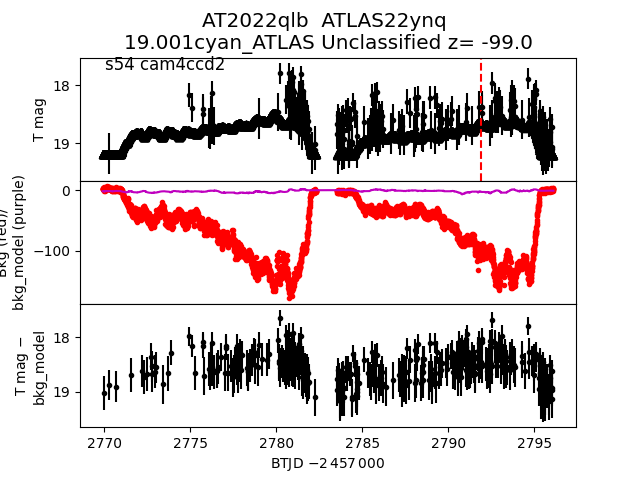 AT2022qlb  ATLAS22ynq
19.001cyan_ATLAS Unclassified z= -99.0
s54 cam4ccd2
18
19
T mag
0
−100
Bkg (red)/
bkg_model (purple)
18
19
T mag −
bkg_model
2770 2775 2780 2785 2790 2795
BTJD −2 457 000